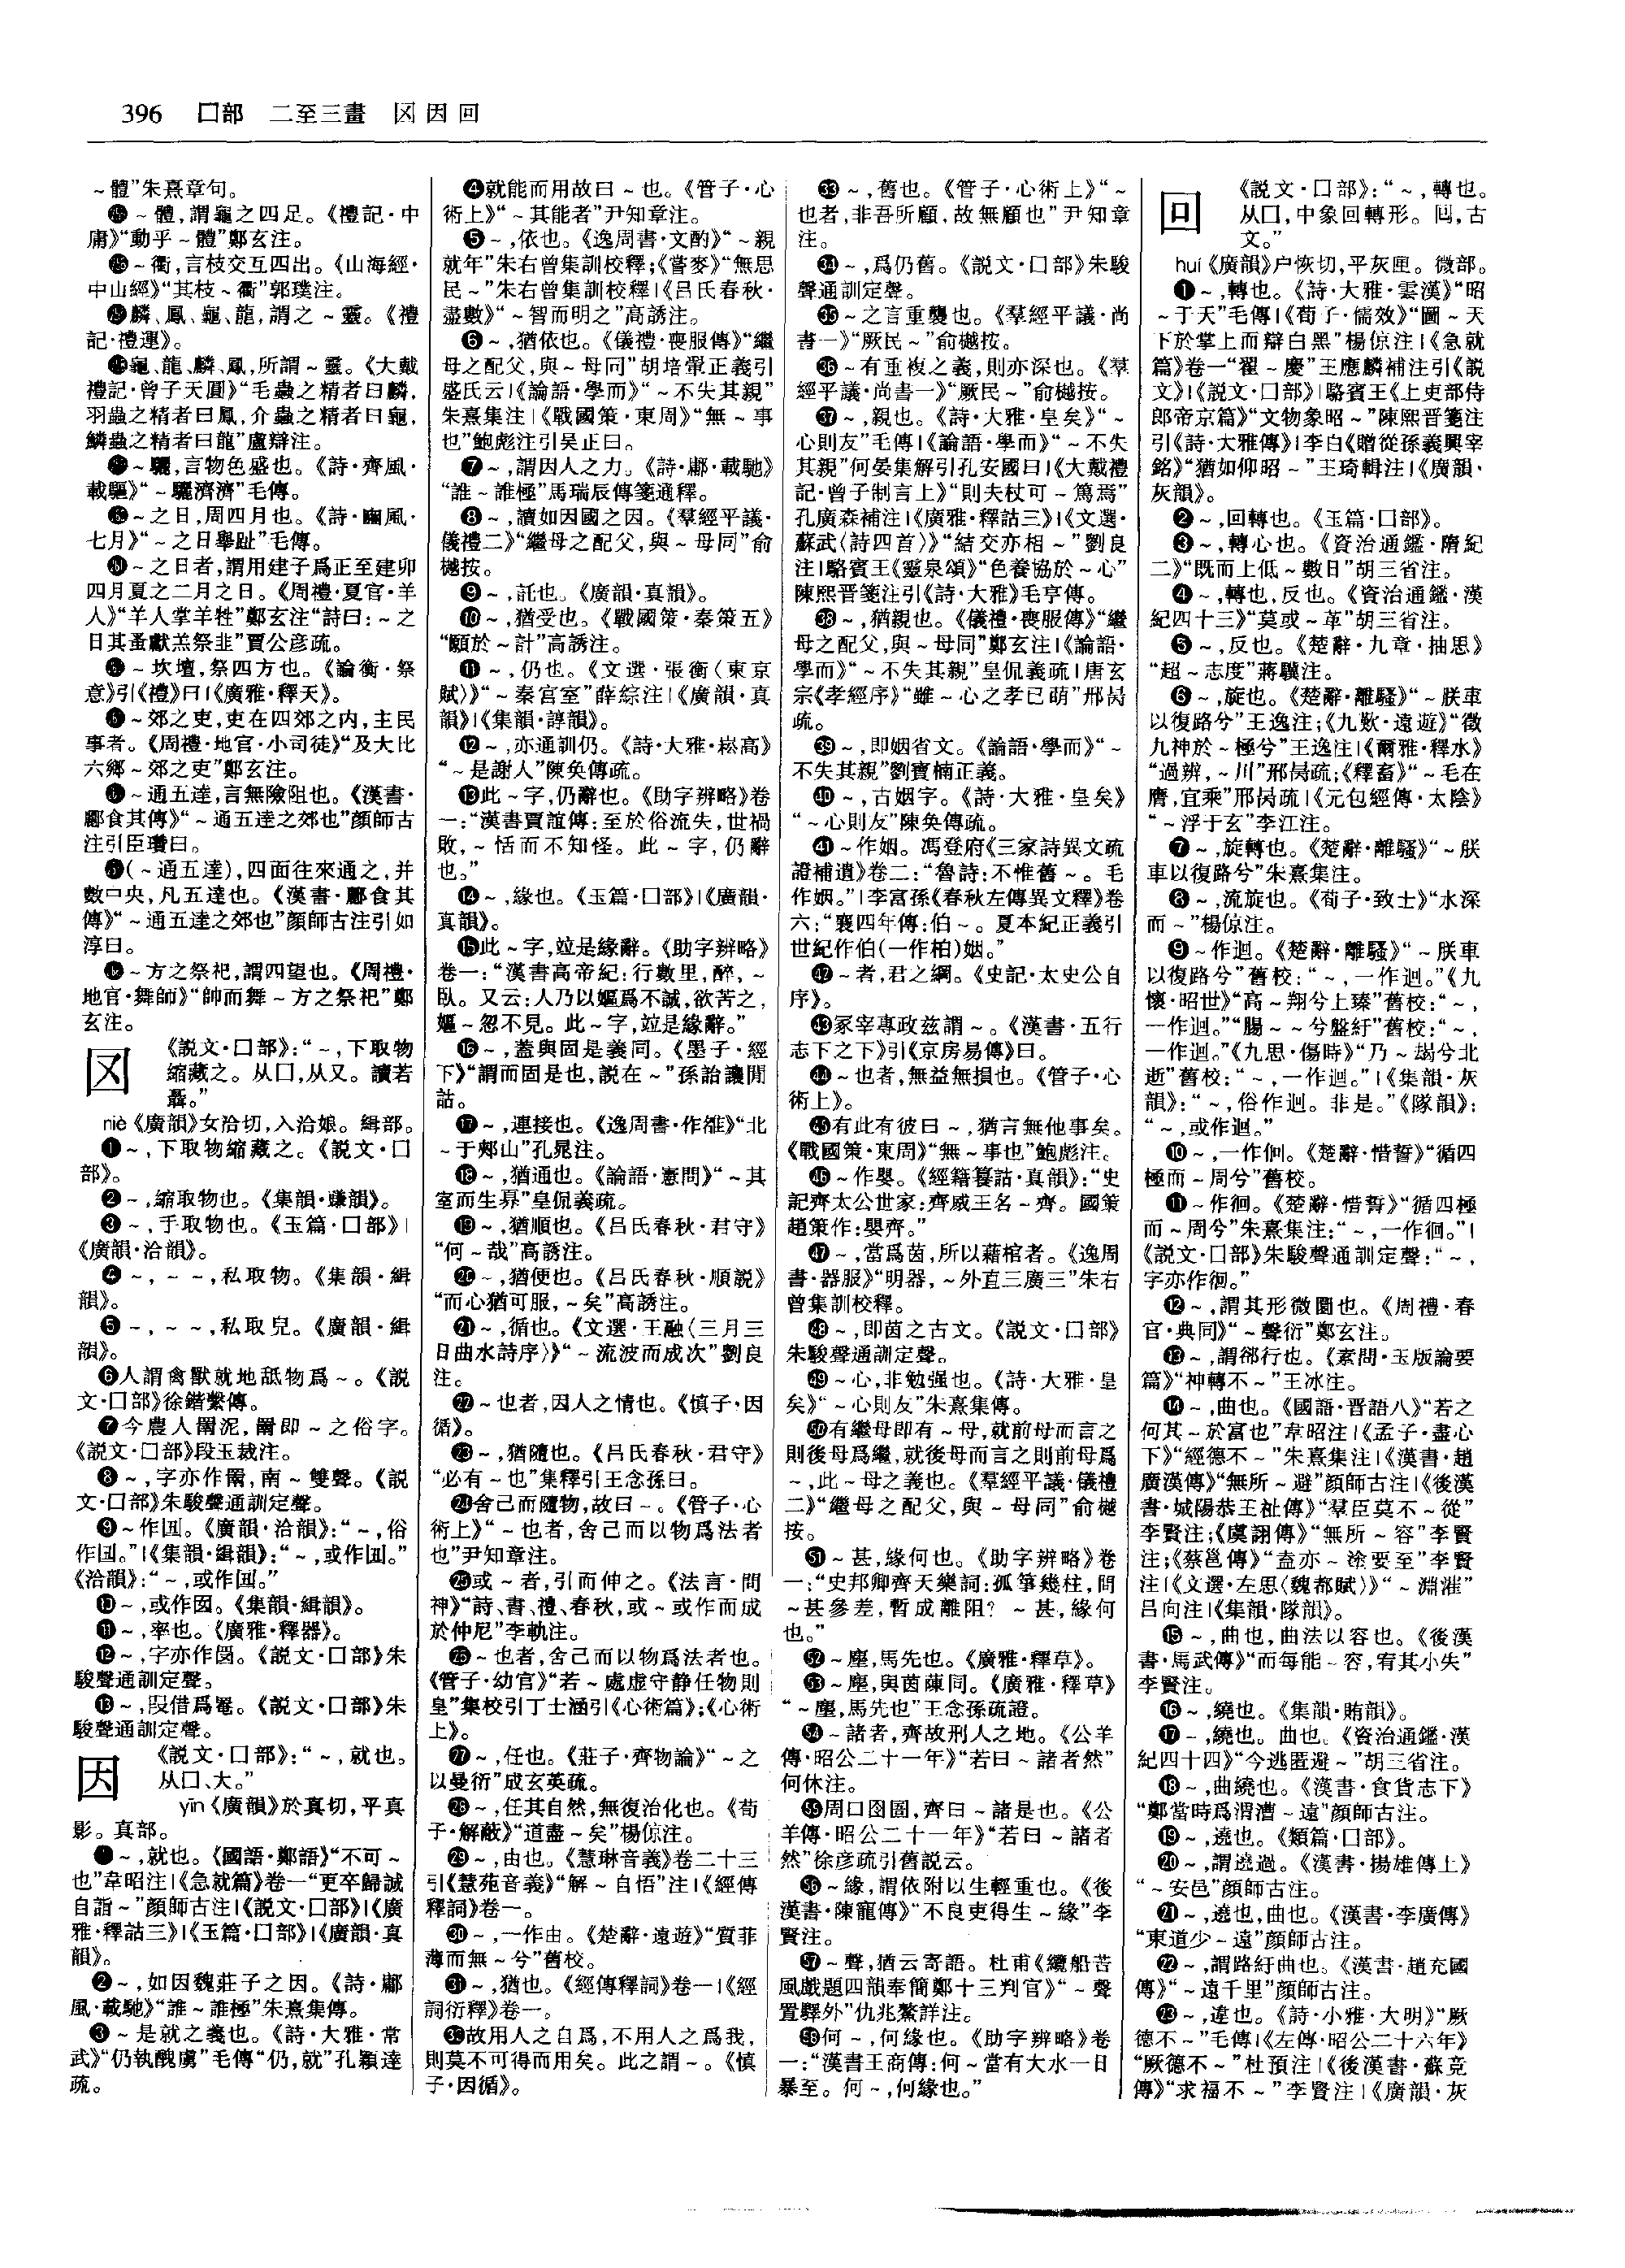 396 囗部 二至三畫 㘝因回
～體”朱熹章句。
～體,謂龜之四足。《禮記·中
庸》“動乎～體”鄭玄注。
～衢,言枝交互四出。《山海經·
中山經》“其枝～衢”郭璞注。
麟、鳳、龜、龍,謂之～靈。《禮
記·禮運》。
龜、龍、麟、鳳,所謂～靈。《大戴
禮記·曾子天圓》“毛蟲之精者曰麟,
羽蟲之精者曰鳳,介蟲之精者曰龜,
鱗蟲之精者曰龍”盧辯注。
～驪,言物色盛也。《詩·齊風·
載驅》“～驪濟濟”毛傳。
～之日,周四月也。《詩·豳風·
七月》“～之日舉趾”毛傳。
～之日者,謂用建子爲正至建卯
四月夏之二月之日。《周禮·夏官·羊
人》“羊人掌羊牲”鄭玄注“詩曰:～之
日其蚤獻羔祭韭”賈公彦疏。
～坎壇,祭四方也。《論衡·祭
意》引《禮》曰|《廣雅·釋天》。
～郊之吏,吏在四郊之内,主民
事者。《周禮·地官·小司徒》“及大比
六鄉～郊之吏”鄭玄注。
～通五達,言無險阻也。《漢書·
酈食其傳》“～通五達之郊也”顔師古
注引臣瓚曰。
(～通五達),四面往來通之,并
數中央,凡五達也。《漢書·酈食其
傳》“～通五達之郊也”顔師古注引如
淳曰。
～方之祭祀,謂四望也。《周禮·
地官·舞師》“帥而舞～方之祭祀”鄭
玄注。
㘝 《説文·囗部》:“～,下取物
縮藏之。从囗,从又。讀若
聶。”
niè《廣韻》女洽切,入洽娘。緝部。
❶～,下取物縮藏之。《説文·囗
部》。
❷～,縮取物也。《集韻·㻩韻》。
❸～,手取物也。《玉篇·囗部》|
《廣韻·洽韻》。
❹～,～～,私取物。《集韻·緝
韻》。
❺～,～～,私取皃。《廣韻·緝
韻》。
❻人謂禽獸就地舐物爲～。《説
文·囗部》徐鍇繫傳。
❼今農人罱泥,罱即～之俗字。
《説文·囗部》段玉裁注。
❽～,字亦作罱,南～雙聲。《説
文·囗部》朱駿聲通訓定聲。
❾～作囙。《廣韻·洽韻》:“～,俗
作囙。”|《集韻·緝韻》:“～,或作囬。”
《洽韻》:“～,或作囙。”
❿～,或作囡。《集韻·緝韻》。
⓫～,率也。《廣雅·釋器》。
⓬～,字亦作圔。《説文·囗部》朱
駿聲通訓定聲。
⓭～,叚借爲罨。《説文·囗部》朱
駿聲通訓定聲。
因 《説文·囗部》:“～,就也。
从囗、大。”
yīn《廣韻》於真切,平真
影。真部。
❶～,就也。《國語·鄭語》“不可～
也”韋昭注|《急就篇》卷一“更卒歸誠
自詣～”顔師古注|《説文·囗部》|《廣
雅·釋詁三》|《玉篇·囗部》|《廣韻·真
韻》。
❷～,如因魏莊子之因。《詩·鄘
風·載馳》“誰～誰極”朱熹集傳。
❸～是就之義也。《詩·大雅·常
武》“仍執醜虜”毛傳“仍,就”孔穎達
疏。
❹就能而用故曰～也。《管子·心
術上》“～其能者”尹知章注。
❺～,依也。《逸周書·文酌》“～親
就年”朱右曾集訓校釋;《嘗麥》“無思
民～”朱右曾集訓校釋|《吕氏春秋·
盡數》“～智而明之”高誘注。
❻～,猶依也。《儀禮·喪服傳》“繼
母之配父,與～母同”胡培翬正義引
盛氏云|《論語·學而》“～不失其親”
朱熹集注|《戰國策·東周》“無～事
也”鮑彪注引吴正曰。
❼～,謂因人之力。《詩·鄘·載馳》
“誰～誰極”馬瑞辰傳箋通釋。
❽～,讀如因國之因。《羣經平議·
儀禮二》“繼母之配父,與～母同”俞
樾按。
❾～,託也。《廣韻·真韻》。
❿～,猶受也。《戰國策·秦策五》
“願於～計”高誘注。
⓫～,仍也。《文選·張衡〈東京
賦〉》“～秦宫室”薛綜注|《廣韻·真
韻》|《集韻·諄韻》。
⓬～,亦通訓仍。《詩·大雅·崧高》
“～是謝人”陳奂傳疏。
⓭此～字,仍辭也。《助字辨略》卷
一:“漢書賈誼傳:至於俗流失,世禍
敗,～恬而不知怪。此～字,仍辭
也。”
⓮～,緣也。《玉篇·囗部》|《廣韻·
真韻》。
⓯此～字,竝是緣辭。《助字辨略》
卷一:“漢書高帝紀:行數里,醉,～
臥。又云:人乃以嫗爲不誠,欲苦之,
嫗～忽不見。此～字,竝是緣辭。”
⓰～,蓋與固是義同。《墨子·經
下》“謂而固是也,説在～”孫詒讓閒
詁。
⓱～,連接也。《逸周書·作雒》“北
～于郟山”孔晁注。
⓲～,猶通也。《論語·憲問》“～其
室而生羿”皇侃義疏。
⓳～,猶順也。《吕氏春秋·君守》
“何～哉”高誘注。
⓴～,猶便也。《吕氏春秋·順説》
“而心猶可服,～矣”高誘注。
㉑～,循也。《文選·王融〈三月三
日曲水詩序〉》“～流波而成次”劉良
注。
㉒～也者,因人之情也。《慎子·因
循》。
㉓～,猶隨也。《吕氏春秋·君守》
“必有～也”集釋引王念孫曰。
㉔舍己而隨物,故曰～。《管子·心
術上》“～也者,舍己而以物爲法者
也”尹知章注。
㉕或～者,引而伸之。《法言·問
神》“詩、書、禮、春秋,或～或作而成
於仲尼”李軌注。
㉖～也者,舍己而以物爲法者也。
《管子·幼官》“若～處虚守静任物則
皇”集校引丁士涵引《心術篇》;《心術
上》。
㉗～,任也。《莊子·齊物論》“～之
以曼衍”成玄英疏。
㉘～,任其自然,無復治化也。《荀
子·解蔽》“道盡～矣”楊倞注。
㉙～,由也。《慧琳音義》卷二十三
引《慧苑音義》“解～自悟”注|《經傳
釋詞》卷一。
㉚～,一作由。《楚辭·遠遊》“質菲
薄而無～兮”舊校。
㉛～,猶也。《經傳釋詞》卷一|《經
詞衍釋》卷一。
㉜故用人之自爲,不用人之爲我,
則莫不可得而用矣。此之謂～。《慎
子·因循》。
㉝～,舊也。《管子·心術上》“～
也者,非吾所顧,故無顧也”尹知章
注。
㉞～,爲仍舊。《説文·囗部》朱駿
聲通訓定聲。
㉟～之言重襲也。《羣經平議·尚
書一》“厥民～”俞樾按。
㊱～有重複之義,則亦深也。《羣
經平議·尚書一》“厥民～”俞樾按。
㊲～,親也。《詩·大雅·皇矣》“～
心則友”毛傳|《論語·學而》“～不失
其親”何晏集解引孔安國曰|《大戴禮
記·曾子制言上》“則夫杖可～篤焉”
孔廣森補注|《廣雅·釋詁三》|《文選·
蘇武〈詩四首〉》“結交亦相～”劉良
注|駱賓王《靈泉頌》“色養協於～心”
陳熙晉箋注引《詩·大雅》毛亨傳。
㊳～,猶親也。《儀禮·喪服傳》“繼
母之配父,與～母同”鄭玄注|《論語·
學而》“～不失其親”皇侃義疏|唐玄
宗《孝經序》“雖～心之孝已萌”邢昺
疏。
㊴～,即姻省文。《論語·學而》“～
不失其親”劉寶楠正義。
㊵～,古姻字。《詩·大雅·皇矣》
“～心則友”陳奂傳疏。
㊶～作姻。馮登府《三家詩異文疏
證補遺》卷二:“魯詩:不惟舊～。毛
作姻。”|李富孫《春秋左傳異文釋》卷
六:“襄四年傳:伯～。夏本紀正義引
世紀作伯(一作柏)姻。”
㊷～者,君之綱。《史記·太史公自
序》。
㊸冢宰專政兹謂～。《漢書·五行
志下之下》引《京房易傳》曰。
㊹～也者,無益無損也。《管子·心
術上》。
㊺有此有彼曰～,猶言無他事矣。
《戰國策·東周》“無～事也”鮑彪注。
㊻～作嬰。《經籍籑詁·真韻》:“史
記齊太公世家:齊威王名～齊。國策
趙策作:嬰齊。”
㊼～,當爲茵,所以藉棺者。《逸周
書·器服》“明器,～外直三廣三”朱右
曾集訓校釋。
㊽～,即茵之古文。《説文·囗部》
朱駿聲通訓定聲。
㊾～心,非勉强也。《詩·大雅·皇
矣》“～心則友”朱熹集傳。
㊿有繼母即有～母,就前母而言之
則後母爲繼,就後母而言之則前母爲
～,此～母之義也。《羣經平議·儀禮
二》“繼母之配父,與～母同”俞樾
按。
51～甚,緣何也。《助字辨略》卷
一:“史邦卿齊天樂詞:孤箏幾柱,問
～甚參差,暫成離阻?～甚,緣何
也。”
52～塵,馬先也。《廣雅·釋草》。
53～塵,與茵蔯同。《廣雅·釋草》
“～塵,馬先也”王念孫疏證。
54～諸者,齊故刑人之地。《公羊
傳·昭公二十一年》“若曰～諸者然”
何休注。
55周曰囹圄,齊曰～諸是也。《公
羊傳·昭公二十一年》“若曰～諸者
然”徐彦疏引舊説云。
56～緣,謂依附以生輕重也。《後
漢書·陳寵傳》“不良吏得生～緣”李
賢注。
57～聲,猶云寄語。杜甫《纜船苦
風戲題四韻奉簡鄭十三判官》“～聲
置驛外”仇兆鰲詳注。
58何～,何緣也。《助字辨略》卷
一:“漢書王商傳:何～當有大水一日
暴至。何～,何緣也。”
回 《説文·囗部》:“～,轉也。
从囗,中象回轉形。囘,古
文。”
huí《廣韻》户恢切,平灰匣。微部。
❶～,轉也。《詩·大雅·雲漢》“昭
～于天”毛傳|《荀子·儒效》“圖～天
下於掌上而辯白黑”楊倞注|《急就
篇》卷一“翟～慶”王應麟補注引《説
文》|《説文·囗部》|駱賓王《上吏部侍
郎帝京篇》“文物象昭～”陳熙晉箋注
引《詩·大雅傳》|李白《贈從孫義興宰
銘》“猶如仰昭～”王琦輯注|《廣韻·
灰韻》。
❷～,回轉也。《玉篇·囗部》。
❸～,轉心也。《資治通鑑·隋紀
二》“既而上低～數日”胡三省注。
❹～,轉也,反也。《資治通鑑·漢
紀四十三》“莫或～革”胡三省注。
❺～,反也。《楚辭·九章·抽思》
“超～志度”蔣驥注。
❻～,旋也。《楚辭·離騷》“～朕車
以復路兮”王逸注;《九歎·遠遊》“徵
九神於～極兮”王逸注|《爾雅·釋水》
“過辨,～川”邢昺疏;《釋畜》“～毛在
膺,宜乘”邢昺疏|《元包經傳·太陰》
“～浮于玄”李江注。
❼～,旋轉也。《楚辭·離騷》“～朕
車以復路兮”朱熹集注。
❽～,流旋也。《荀子·致士》“水深
而～”楊倞注。
❾～作迴。《楚辭·離騷》“～朕車
以復路兮”舊校:“～,一作迴。”《九
懷·昭世》“高～翔兮上臻”舊校:“～,
一作迴。”“腸～～兮盤紆”舊校:“～,
一作迴。”《九思·傷時》“乃～朅兮北
逝”舊校:“～,一作迴。”|《集韻·灰
韻》:“～,俗作迴。非是。”《隊韻》:
“～,或作迴。”
❿～,一作佪。《楚辭·惜誓》“循四
極而～周兮”舊校。
⓫～作徊。《楚辭·惜誓》“循四極
而～周兮”朱熹集注:“～,一作徊。”|
《説文·囗部》朱駿聲通訓定聲:“～,
字亦作徊。”
⓬～,謂其形微圜也。《周禮·春
官·典同》“～聲衍”鄭玄注。
⓭～,謂郤行也。《素問·玉版論要
篇》“神轉不～”王冰注。
⓮～,曲也。《國語·晋語八》“若之
何其～於富也”韋昭注|《孟子·盡心
下》“經德不～”朱熹集注|《漢書·趙
廣漢傳》“無所～避”顔師古注|《後漢
書·城陽恭王祉傳》“羣臣莫不～從”
李賢注;《虞詡傳》“無所～容”李賢
注;《蔡邕傳》“盍亦～塗要至”李賢
注|《文選·左思〈魏都賦〉》“～淵漼”
吕向注|《集韻·隊韻》。
⓯～,曲也,曲法以容也。《後漢
書·馬武傳》“而每能～容,宥其小失”
李賢注。
⓰～,繞也。《集韻·賄韻》。
⓱～,繞也。曲也。《資治通鑑·漢
紀四十四》“今逃匿避～”胡三省注。
⓲～,曲繞也。《漢書·食貨志下》
“鄭當時爲渭漕～遠”顔師古注。
⓳～,遶也。《類篇·囗部》。
⓴～,謂遶過。《漢書·揚雄傳上》
“～安邑”顔師古注。
㉑～,遶也,曲也。《漢書·李廣傳》
“東道少～遠”顔師古注。
㉒～,謂路紆曲也。《漢書·趙充國
傳》“～遠千里”顔師古注。
㉓～,違也。《詩·小雅·大明》“厥
德不～”毛傳|《左傳·昭公二十六年》
“厥德不～”杜預注|《後漢書·蘇竟
傳》“求福不～”李賢注|《廣韻·灰